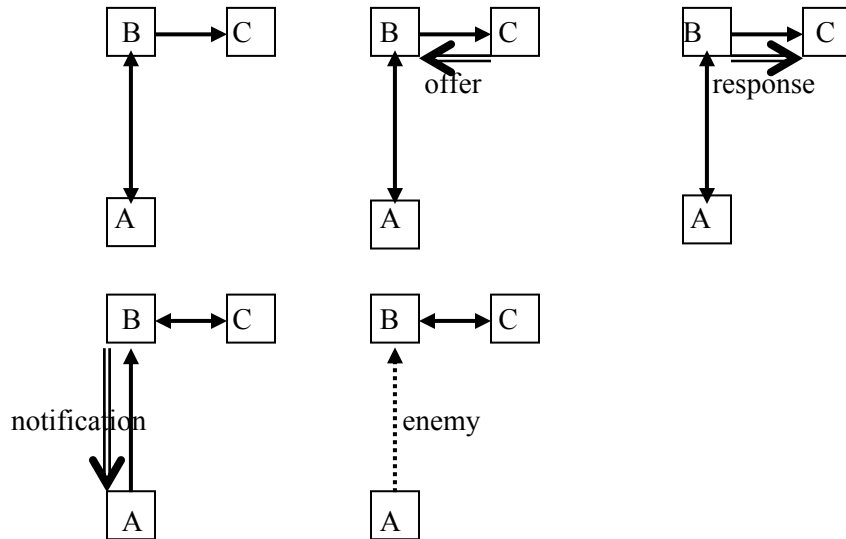 B C
A
B C
offer
A
B C
response
A
B C
notification
A
B C
enemy
A